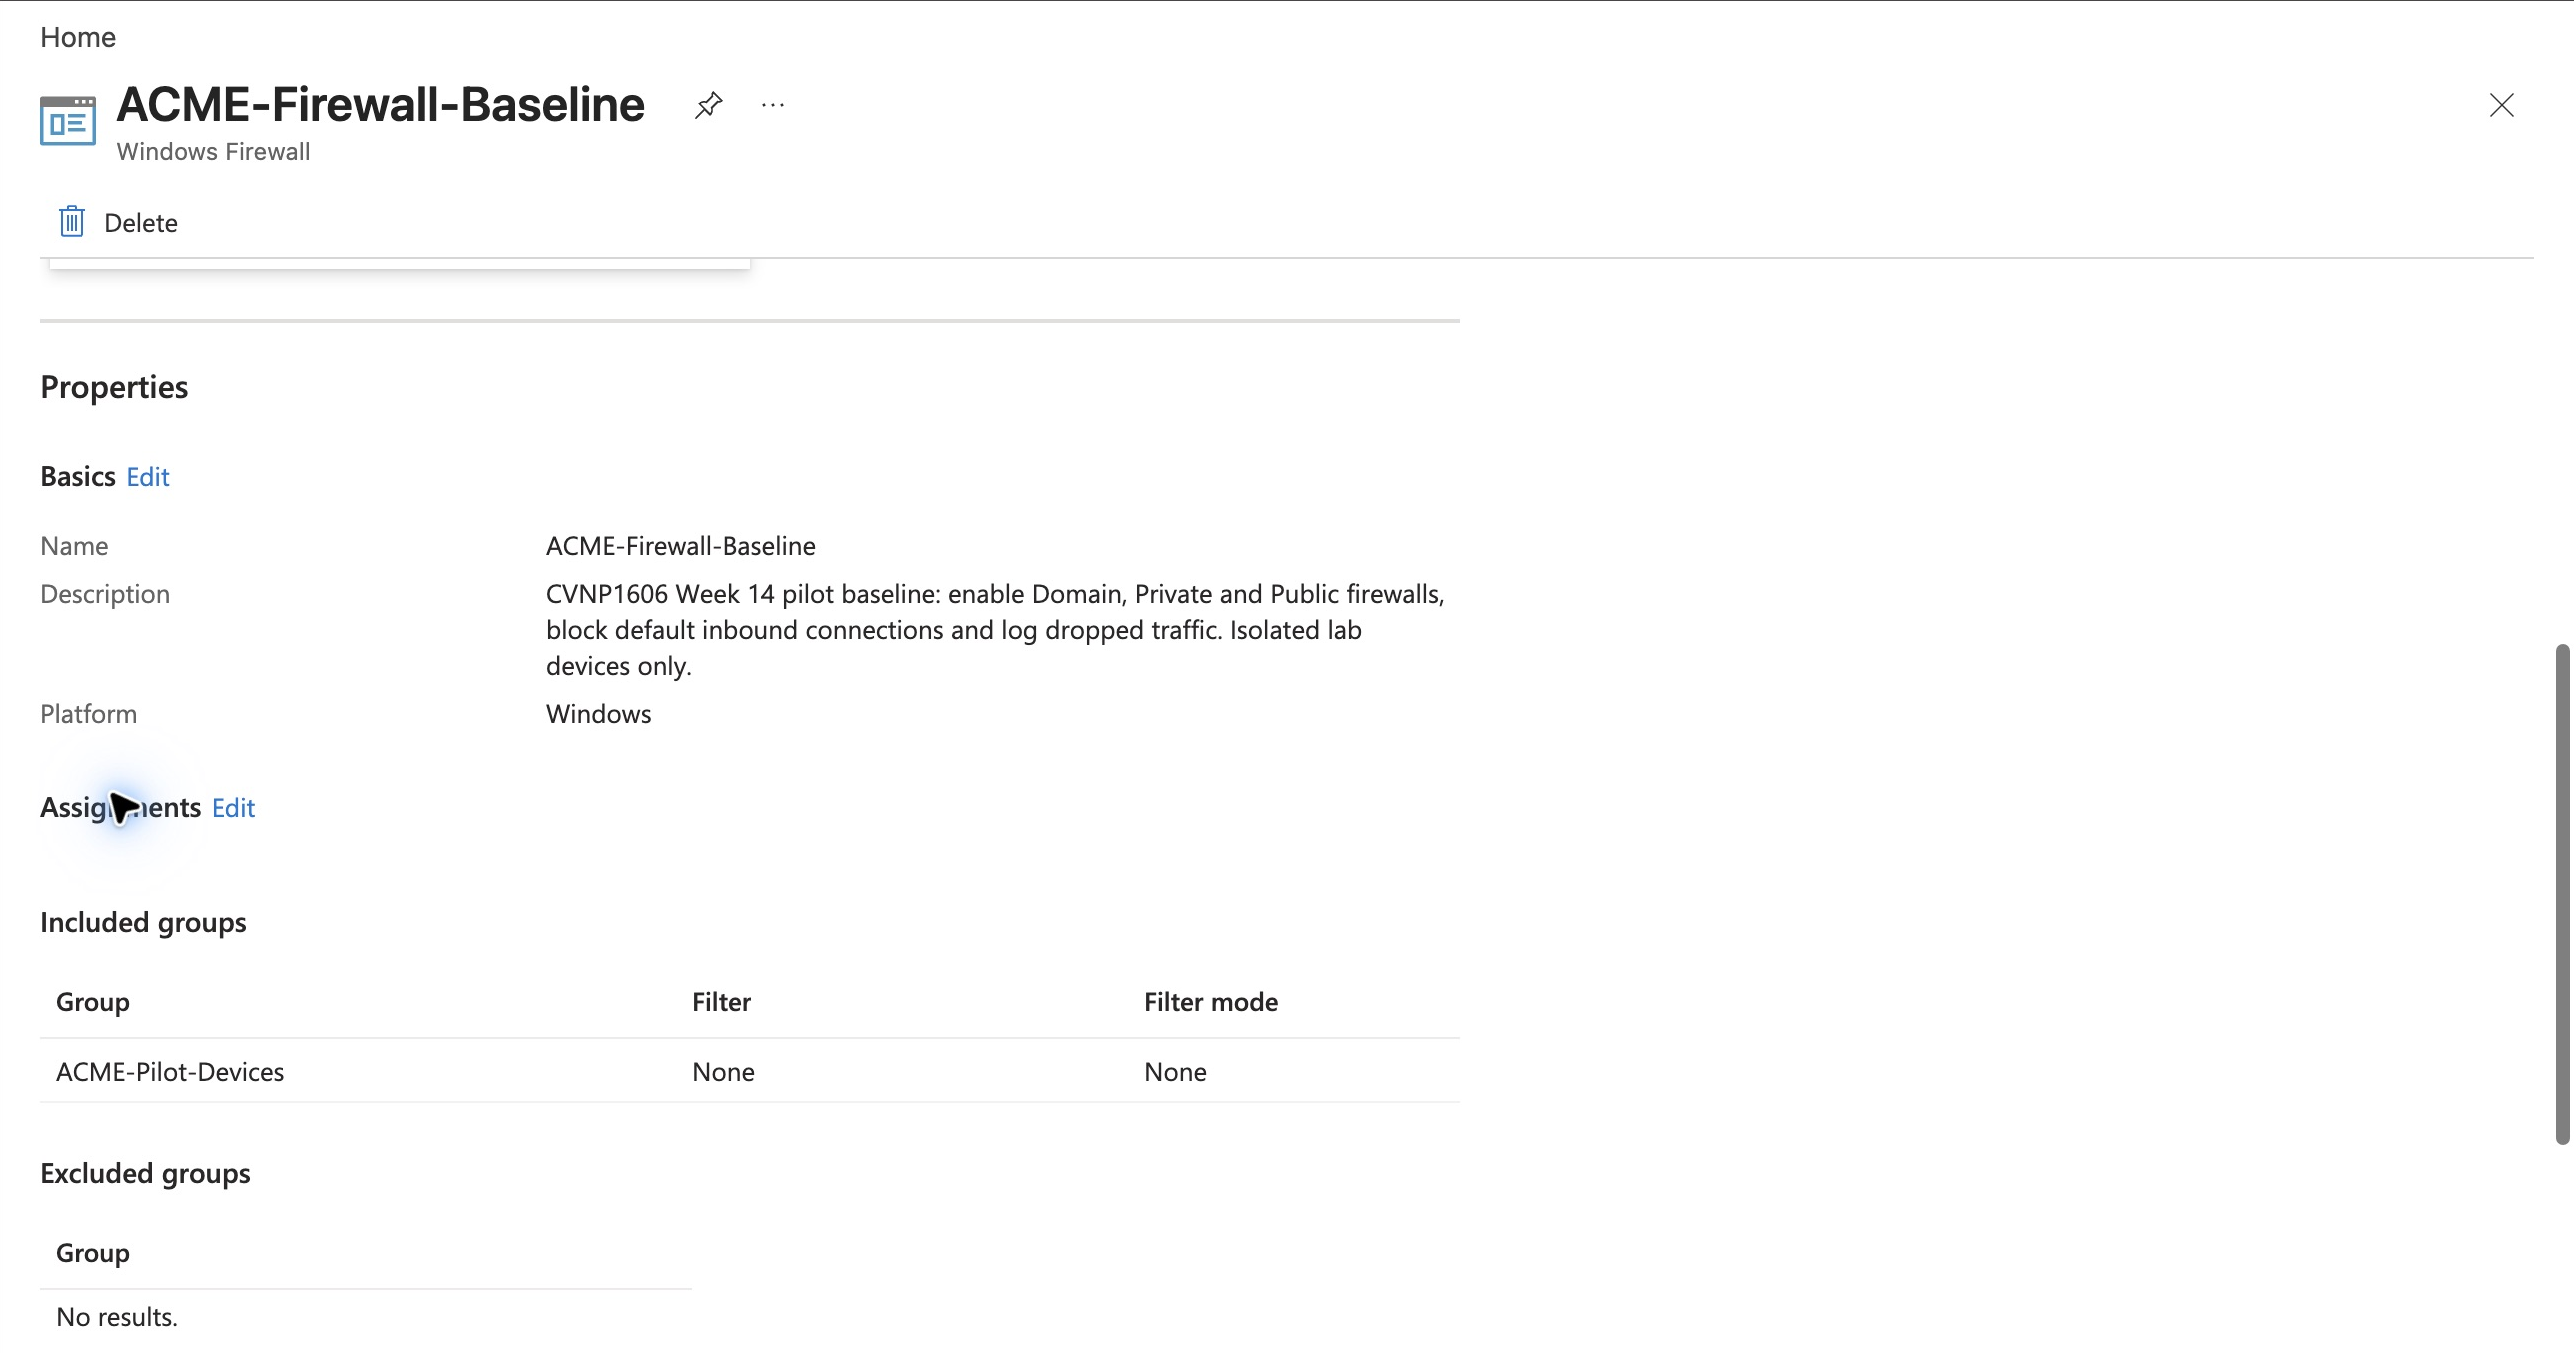 Home
ACME-Firewall-Baseline
...
Windows Firewall
Delete
Properties
Basics Edit
Name ACME-Firewall-Baseline
Description CVNP1606 Week 14 pilot baseline: enable Domain, Private and Public firewalls,
block default inbound connections and log dropped traffic. Isolated lab
devices only.
Platform Windows
Assignments Edit
Included groups
Group Filter Filter mode
ACME-Pilot-Devices None None
Excluded groups
Group
No results.